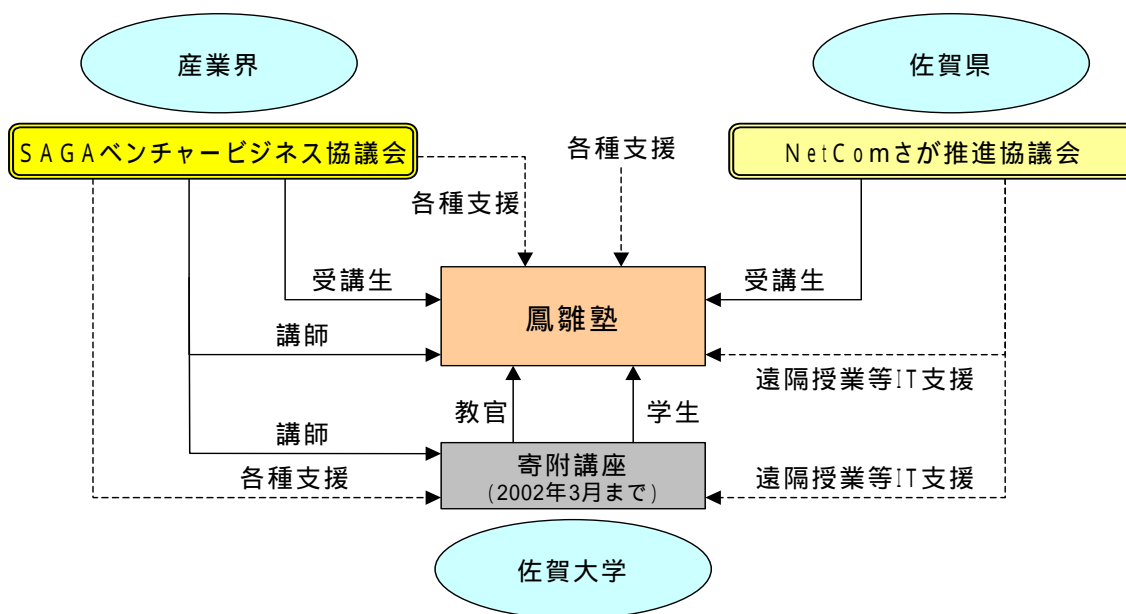 産業界
佐賀県
SAGAベンチャービジネス協議会
各種支援
NetComさが推進協議会
各種支援
受講生
受講生
鳳雛塾
講師
遠隔授業等IT支援
教官
学生
講師
寄附講座
(2002年3月まで)
各種支援
遠隔授業等IT支援
佐賀大学